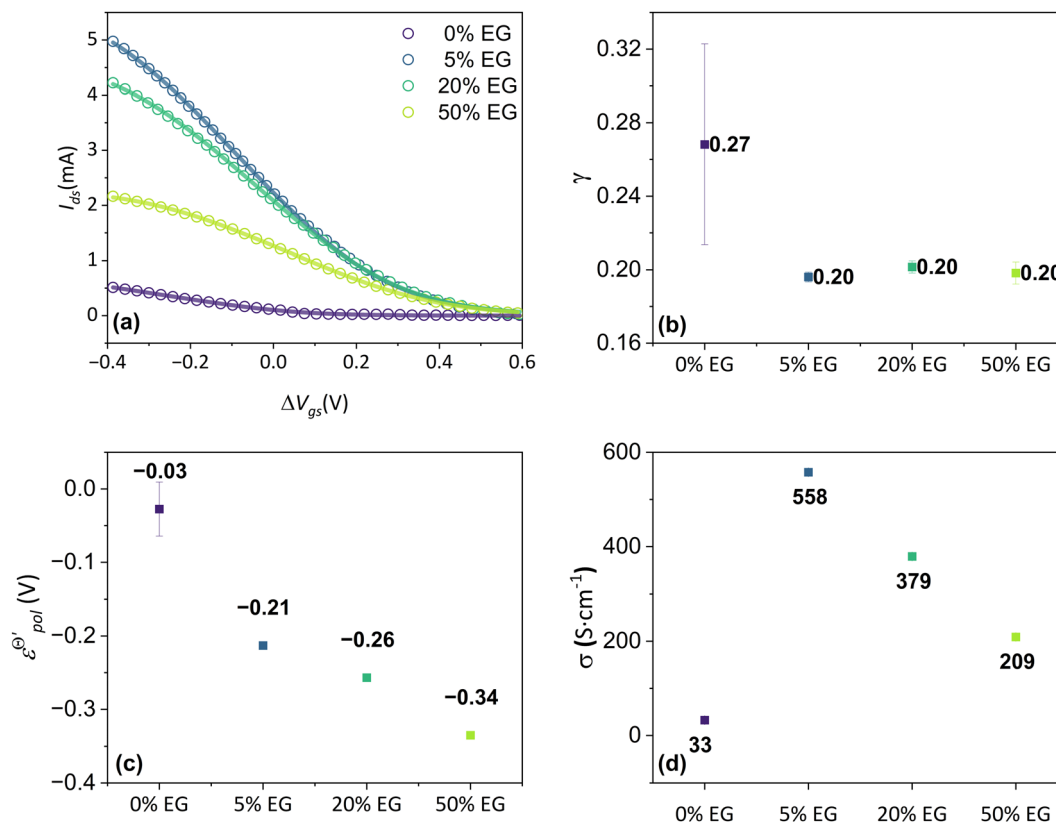 5
4
3
2
1
0
I_ds(mA)
0% EG
5% EG
20% EG
50% EG
(a)
−0.4 −0.2 0.0 0.2 0.4 0.6
ΔV_gs(V)
0.32
0.28
0.24
0.20
0.16
γ
0.27
0.20
0.20
0.20
(b)
0% EG 5% EG 20% EG 50% EG
0.0
−0.1
−0.2
−0.3
−0.4
ε^Θ′_pol (V)
−0.03
−0.21
−0.26
−0.34
(c)
0% EG 5% EG 20% EG 50% EG
600
400
200
0
σ (S·cm⁻¹)
558
379
209
33
(d)
0% EG 5% EG 20% EG 50% EG